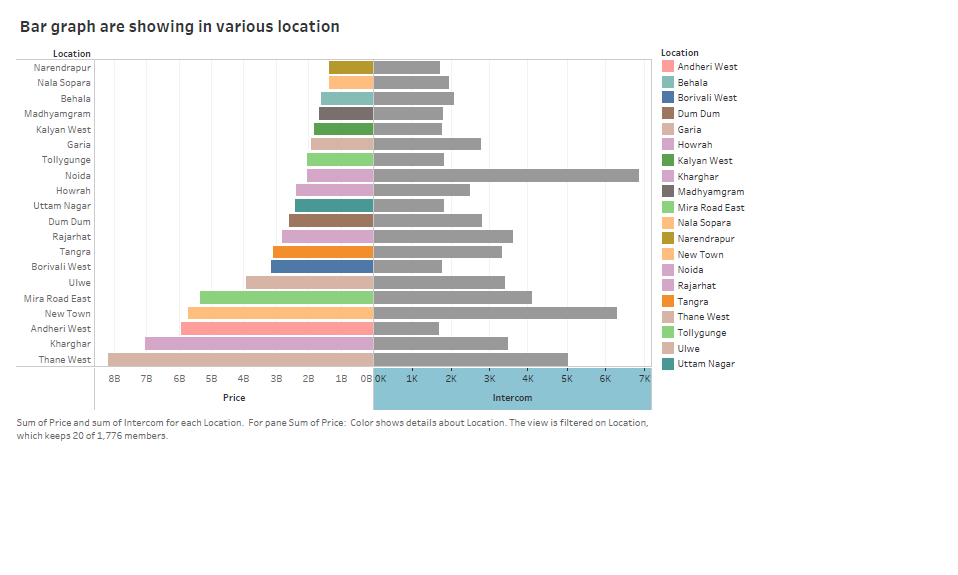 Bar graph are showing in various location
Location
Narendrapur
Nala Sopara
Behala
Madhyamgram
Kalyan West
Garia
Tollygunge
Noida
Howrah
Uttam Nagar
Dum Dum
Rajarhat
Tangra
Borivali West
Ulwe
Mira Road East
New Town
Andheri West
Kharghar
Thane West
8B 7B 6B 5B 4B 3B 2B 1B 0B 0K 1K 2K 3K 4K 5K 6K 7K
Price Intercom
Location
Andheri West
Behala
Borivali West
Dum Dum
Garia
Howrah
Kalyan West
Kharghar
Madhyamgram
Mira Road East
Nala Sopara
Narendrapur
New Town
Noida
Rajarhat
Tangra
Thane West
Tollygunge
Ulwe
Uttam Nagar
Sum of Price and sum of Intercom for each Location.  For pane Sum of Price:  Color shows details about Location. The view is filtered on Location,
which keeps 20 of 1,776 members.